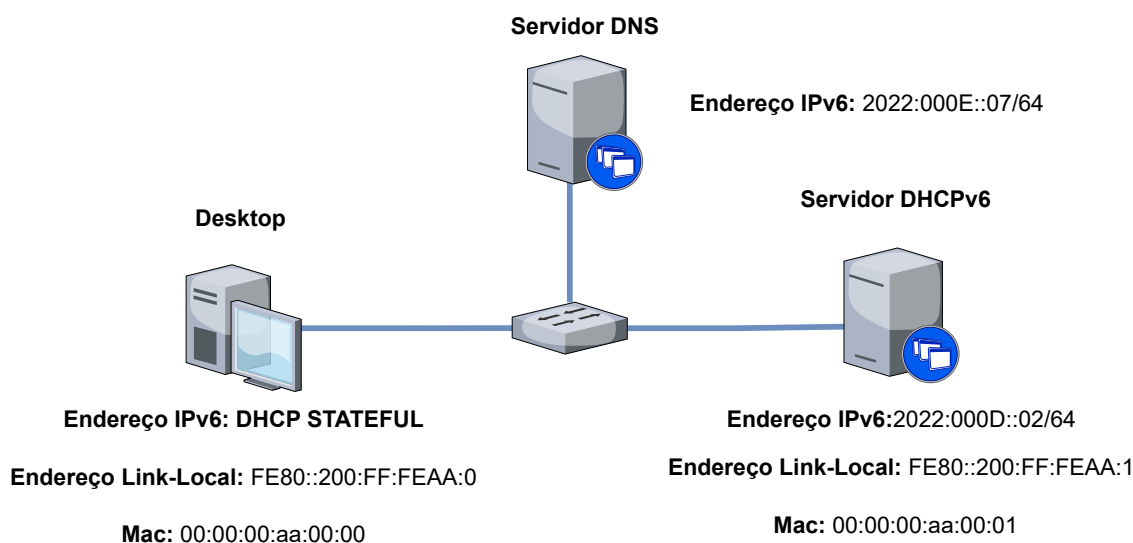 Servidor DNS
Endereço IPv6: 2022:000E::07/64
Servidor DHCPv6
Desktop
Endereço IPv6: DHCP STATEFUL
Endereço Link-Local: FE80::200:FF:FEAA:0
Mac: 00:00:00:aa:00:00
Endereço IPv6:2022:000D::02/64
Endereço Link-Local: FE80::200:FF:FEAA:1
Mac: 00:00:00:aa:00:01